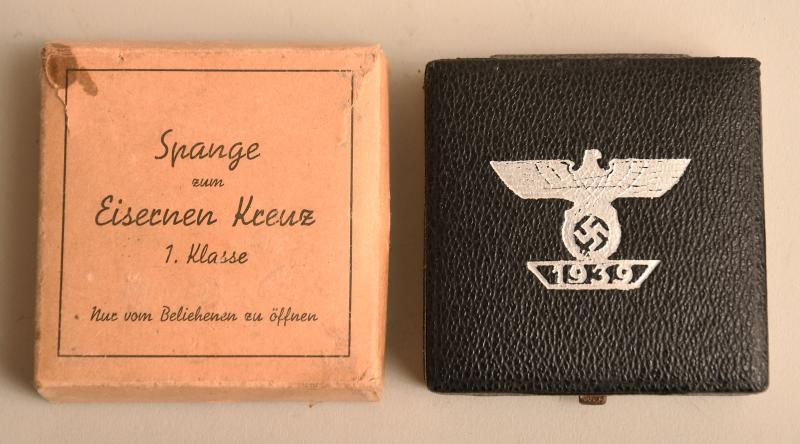 Spange
zum
Eisernen Kreuz
1. Klasse
Nur vom Beliehenen zu öffnen
1939